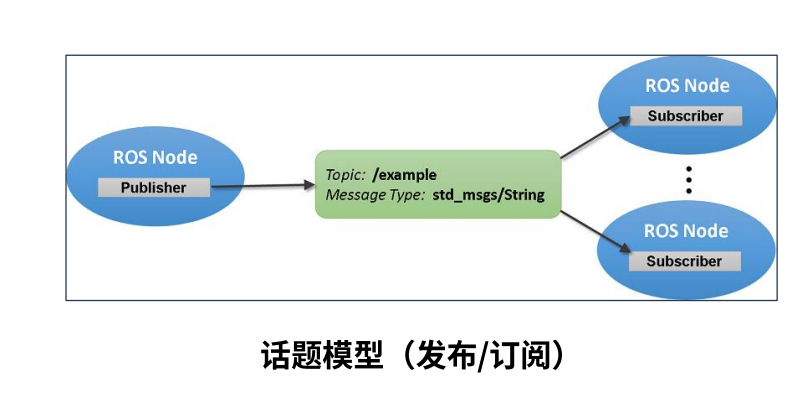 ROS Node
Publisher
Topic: /example
Message Type: std_msgs/String
ROS Node
Subscriber
ROS Node
Subscriber
话题模型（发布/订阅）